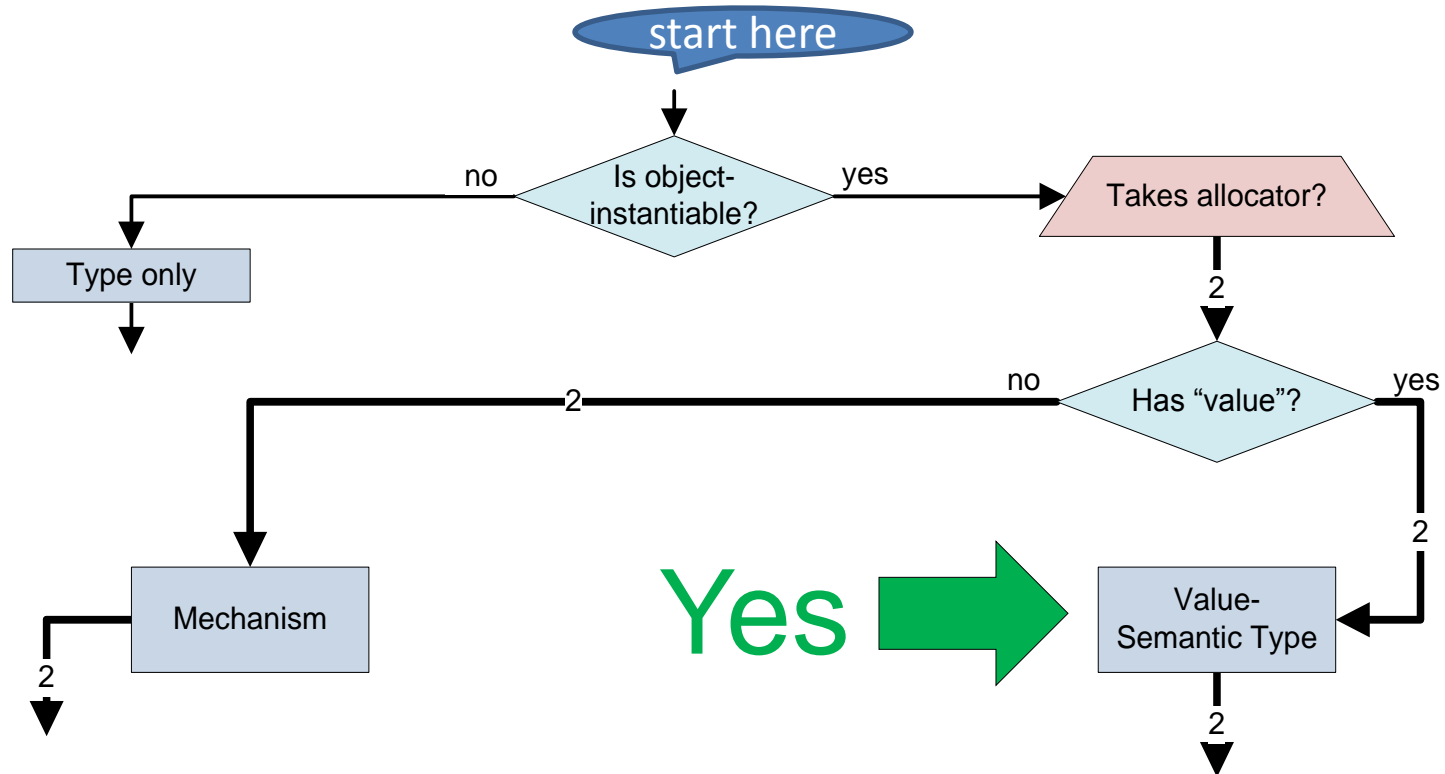 start here
no
Is object-
instantiable?
yes
Takes allocator?
Type only
2
no
Has “value”?
yes
2
2
Mechanism
Yes
Value-
Semantic Type
2
2